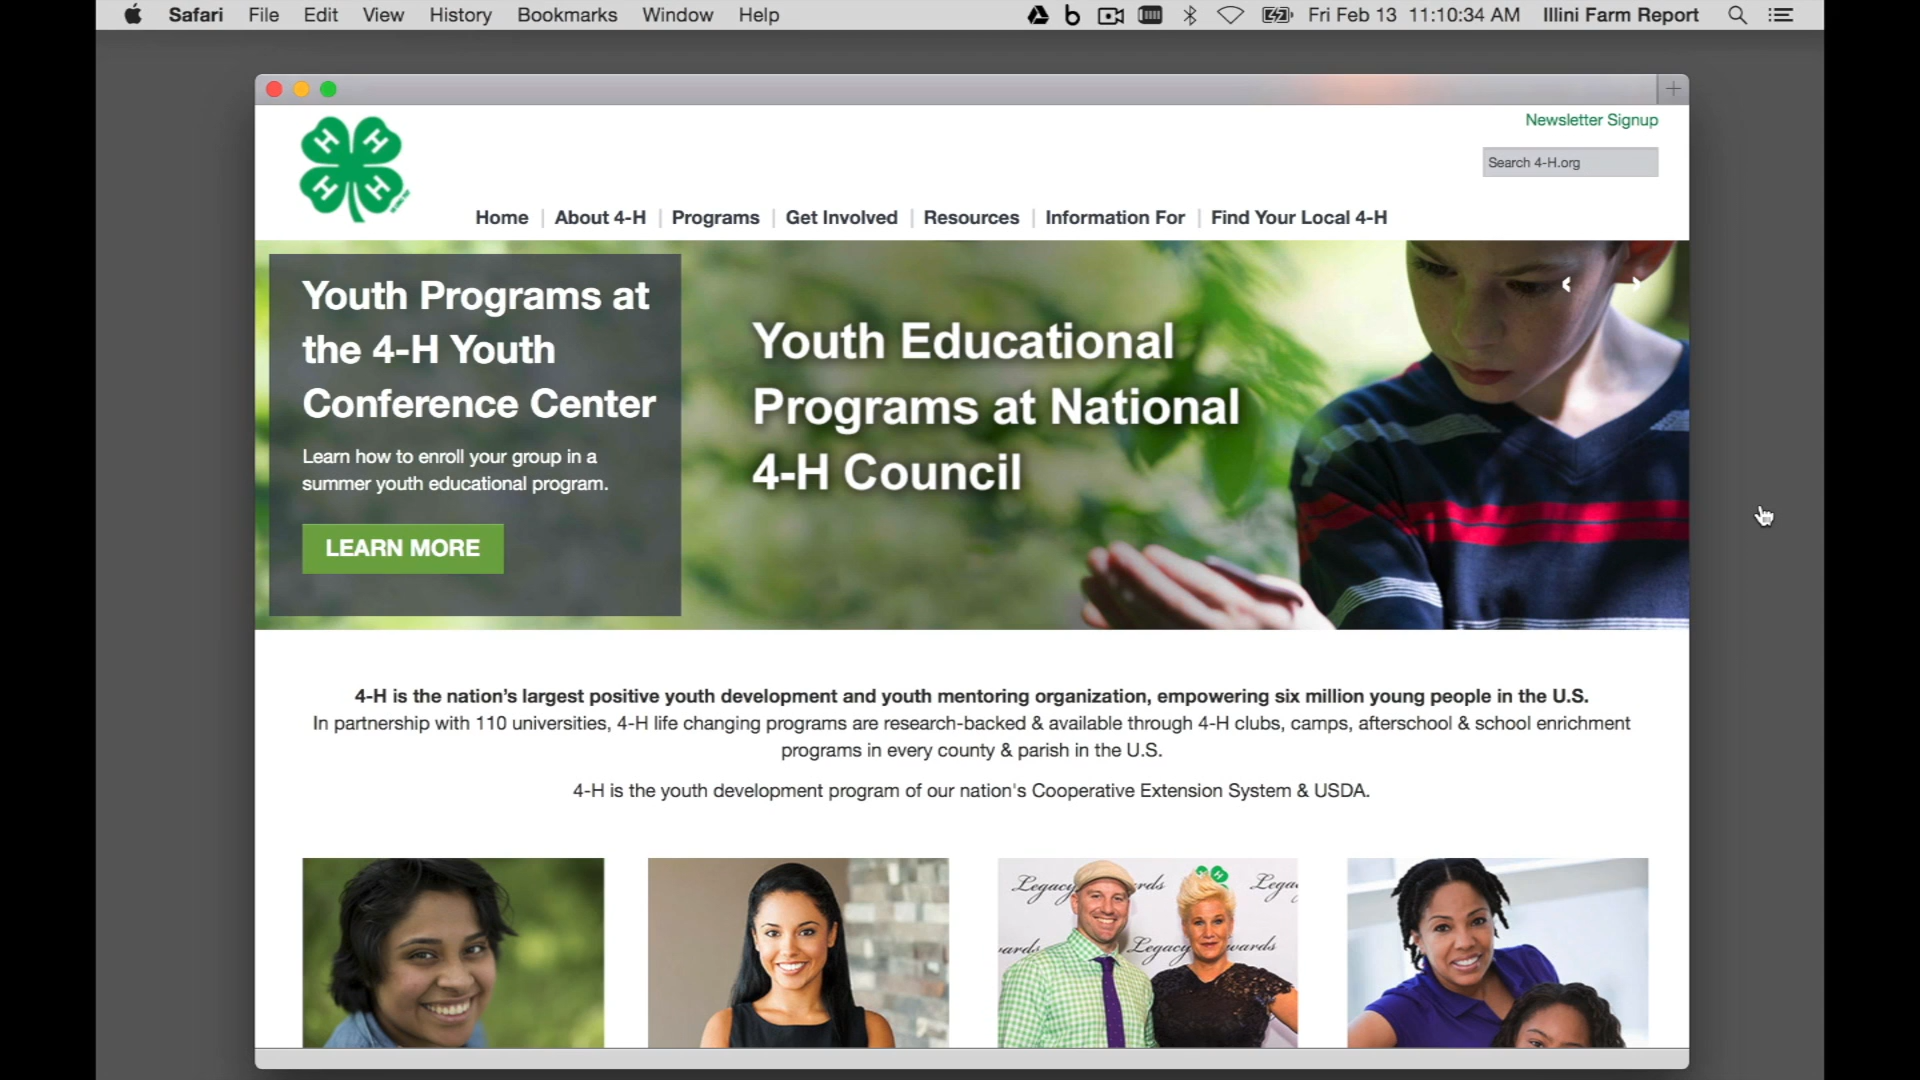 Safari File Edit View History Bookmarks Window Help Fri Feb 13 11:10:34 AM Illini Farm Report
Newsletter Signup
H H
H H
Search 4-H.org
Home About 4-H Programs Get Involved Resources Information For Find Your Local 4-H
Youth Programs at
the 4-H Youth
Conference Center
Learn how to enroll your group in a
summer youth educational program.
LEARN MORE
Youth Educational
Programs at National
4-H Council
4-H is the nation’s largest positive youth development and youth mentoring organization, empowering six million young people in the U.S.
In partnership with 110 universities, 4-H life changing programs are research-backed & available through 4-H clubs, camps, afterschool & school enrichment
programs in every county & parish in the U.S.
4-H is the youth development program of our nation's Cooperative Extension System & USDA.
Legacy rds Lega
wards Legacy wards